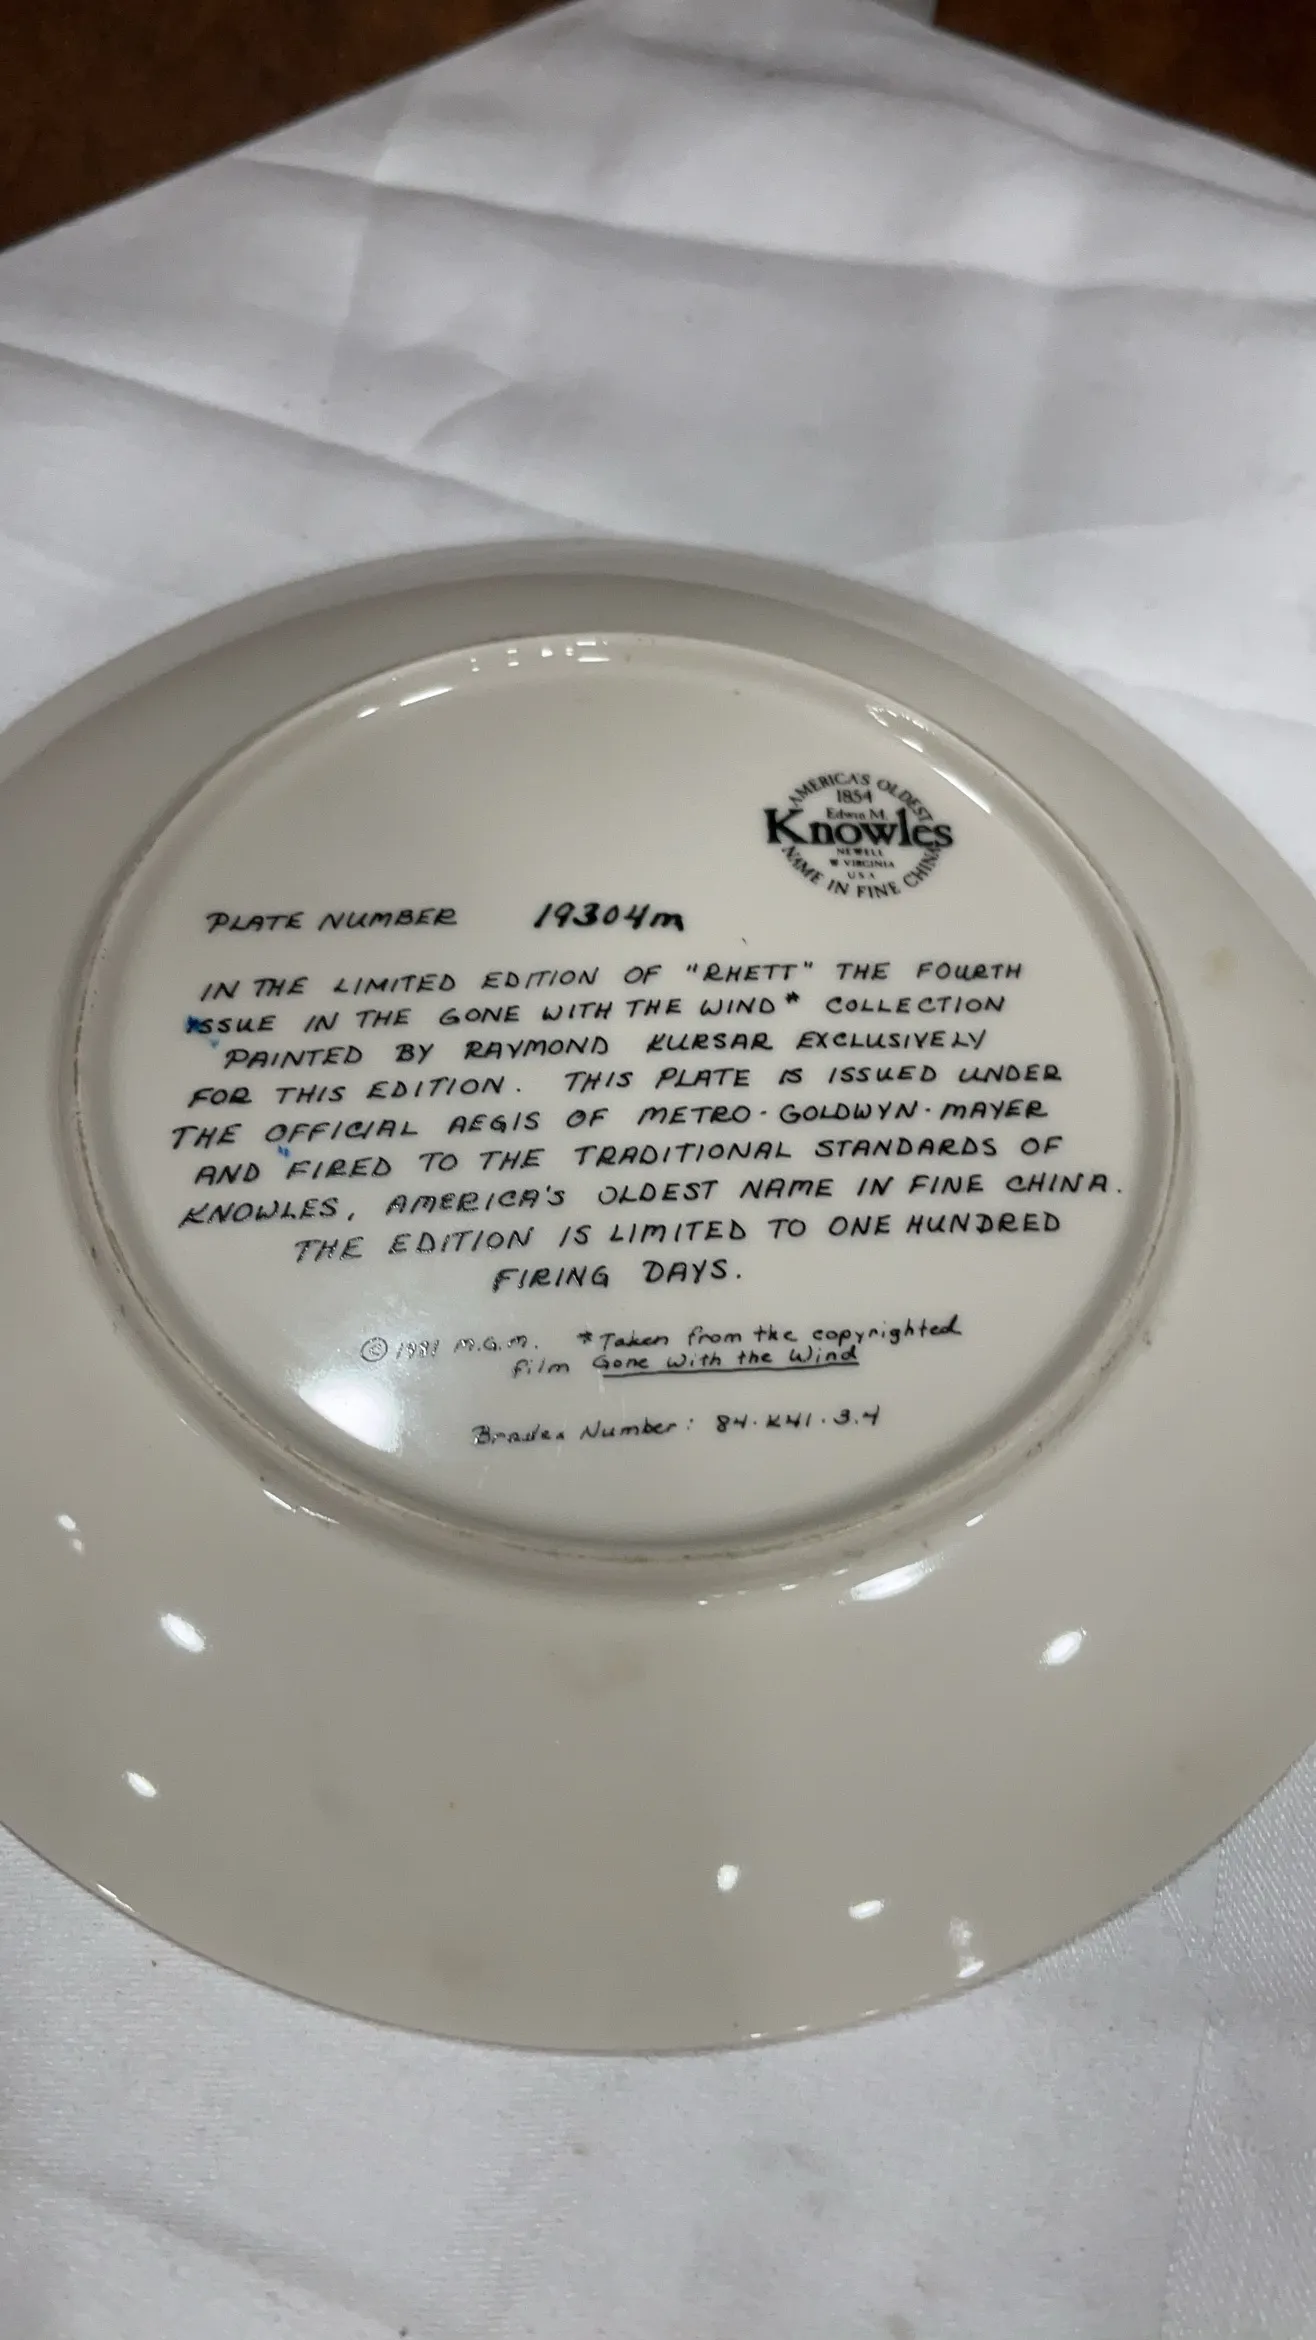 AMERICA'S OLDEST
1854
Edwin M.
Knowles
NEWELL
W VIRGINIA
USA
NAME IN FINE CHINA
PLATE NUMBER 19304m
IN THE LIMITED EDITION OF "RHETT" THE FOURTH
ISSUE IN THE GONE WITH THE WIND* COLLECTION
PAINTED BY RAYMOND KURSAR EXCLUSIVELY
FOR THIS EDITION. THIS PLATE IS ISSUED UNDER
THE OFFICIAL AEGIS OF METRO-GOLDWYN-MAYER
AND FIRED TO THE TRADITIONAL STANDARDS OF
KNOWLES, AMERICA'S OLDEST NAME IN FINE CHINA.
THE EDITION IS LIMITED TO ONE HUNDRED
FIRING DAYS.
© 1981 M.G.M. *Taken from the copyrighted
film Gone With the Wind
Bradex Number: 84-K41-3.4